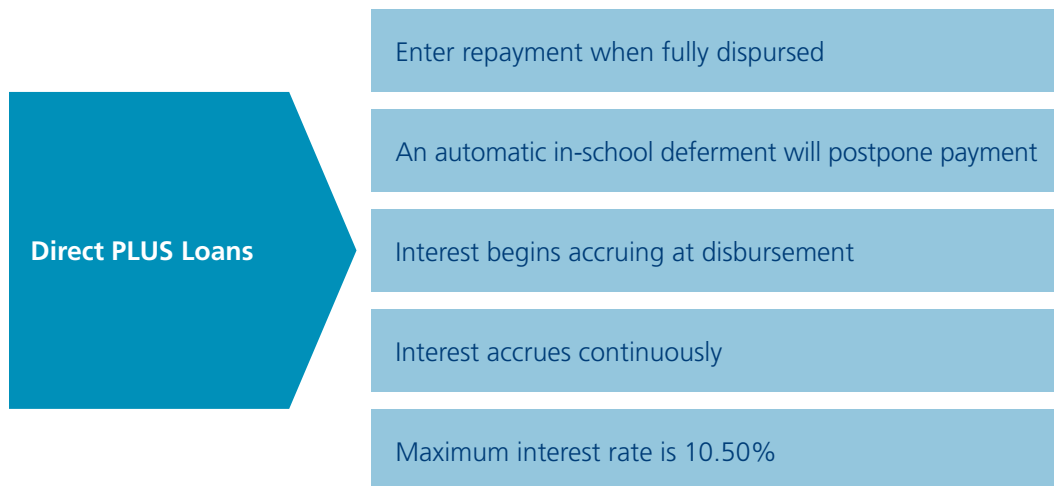 Direct PLUS Loans
Enter repayment when fully dispursed
An automatic in-school deferment will postpone payment
Interest begins accruing at disbursement
Interest accrues continuously
Maximum interest rate is 10.50%